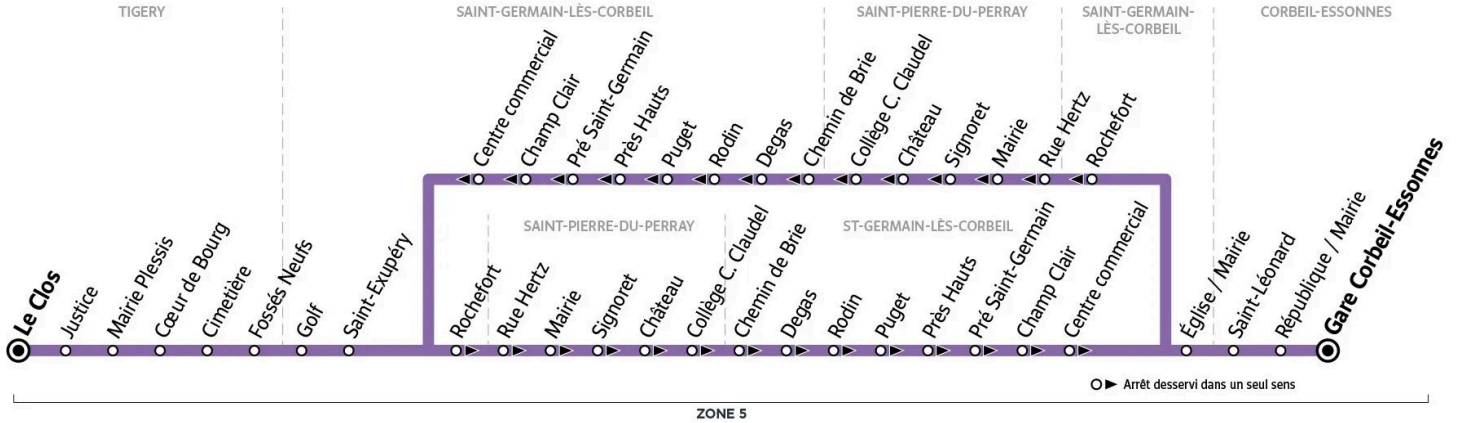 TIGERY
SAINT-GERMAIN-LÈS-CORBEIL
SAINT-PIERRE-DU-PERRAY
SAINT-GERMAIN-
LÈS-CORBEIL
CORBEIL-ESSONNES
Centre commercial
Champ Clair
Pré Saint-Germain
Près Hauts
Puget
Rodin
Degas
Chemin de Brie
Collège C. Claudel
Château
Signoret
Mairie
Rue Hertz
Rochefort
SAINT-PIERRE-DU-PERRAY
ST-GERMAIN-LÈS-CORBEIL
Le Clos
Justice
Mairie Plessis
Cœur de Bourg
Cimetière
Fossés Neufs
Golf
Saint-Exupéry
Rochefort
Rue Hertz
Mairie
Signoret
Château
Collège C. Claudel
Chemin de Brie
Degas
Rodin
Puget
Près Hauts
Pré Saint-Germain
Champ Clair
Centre commercial
Église / Mairie
Saint-Léonard
République / Mairie
Gare Corbeil-Essonnes
Arrêt desservi dans un seul sens
ZONE 5